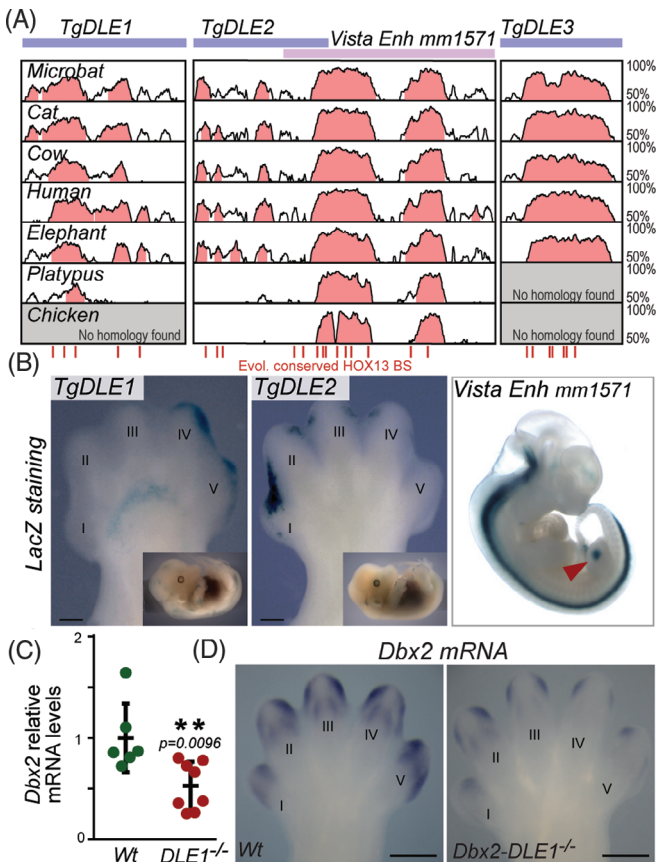 (A)
TgDLE1
TgDLE2
Vista Enh mm1571
TgDLE3
Microbat
100%
50%
Cat
100%
50%
Cow
100%
50%
Human
100%
50%
Elephant
100%
50%
Platypus
No homology found
100%
50%
Chicken
No homology found
No homology found
100%
50%
Evol. conserved HOX13 BS
(B)
LacZ staining
TgDLE1
I
II
III
IV
V
TgDLE2
I
II
III
IV
V
Vista Enh mm1571
(C)
Dbx2 relative
mRNA levels
2
1
0
**
p=0.0096
Wt
DLE1-/-
(D)
Dbx2 mRNA
I
II
III
IV
V
Wt
I
II
III
IV
V
Dbx2-DLE1-/-